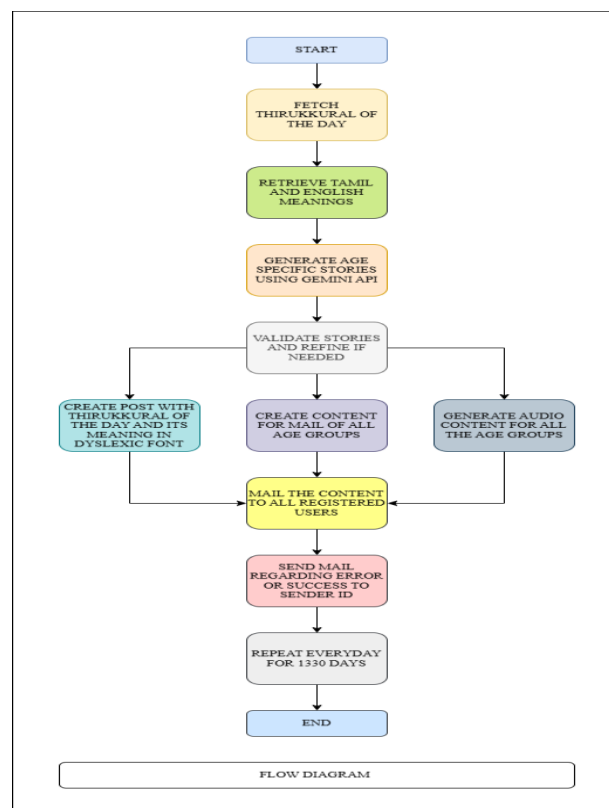 START
FETCH
THIRUKKURAL OF
THE DAY
RETRIEVE TAMIL
AND ENGLISH
MEANINGS
GENERATE AGE
SPECIFIC STORIES
USING GEMINI API
VALIDATE STORIES
AND REFINE IF
NEEDED
CREATE POST WITH
THIRUKKURAL OF
THE DAY AND ITS
MEANING IN
DYSLEXIC FONT
CREATE CONTENT
FOR MAIL OF ALL
AGE GROUPS
GENERATE AUDIO
CONTENT FOR ALL
THE AGE GROUPS
MAIL THE CONTENT
TO ALL REGISTERED
USERS
SEND MAIL
REGARDING ERROR
OR SUCCESS TO
SENDER ID
REPEAT EVERYDAY
FOR 1330 DAYS
END
FLOW DIAGRAM